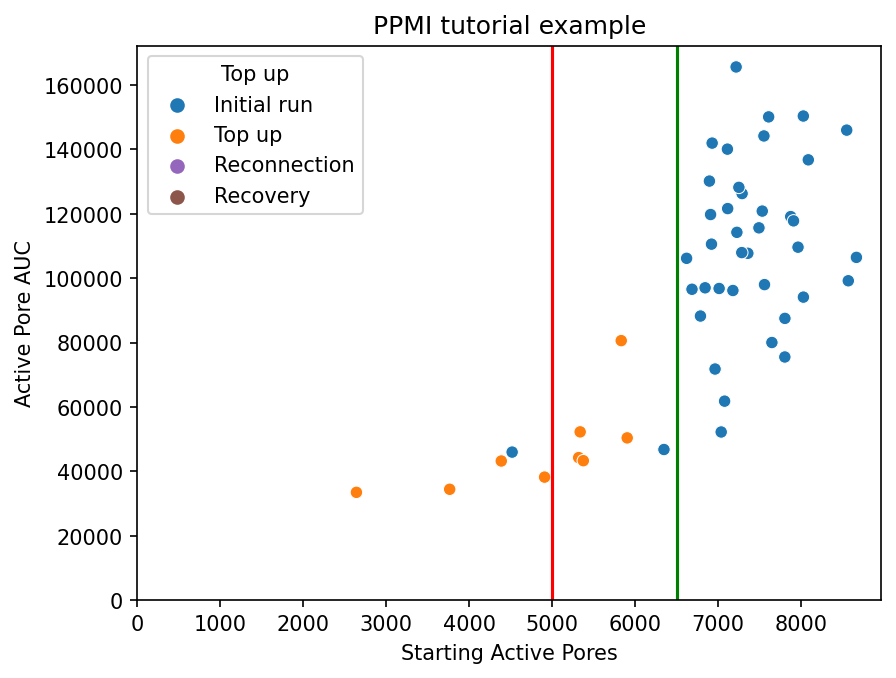 PPMI tutorial example
Top up
Initial run
Top up
Reconnection
Recovery
Active Pore AUC
160000
140000
120000
100000
80000
60000
40000
20000
0
0 1000 2000 3000 4000 5000 6000 7000 8000
Starting Active Pores